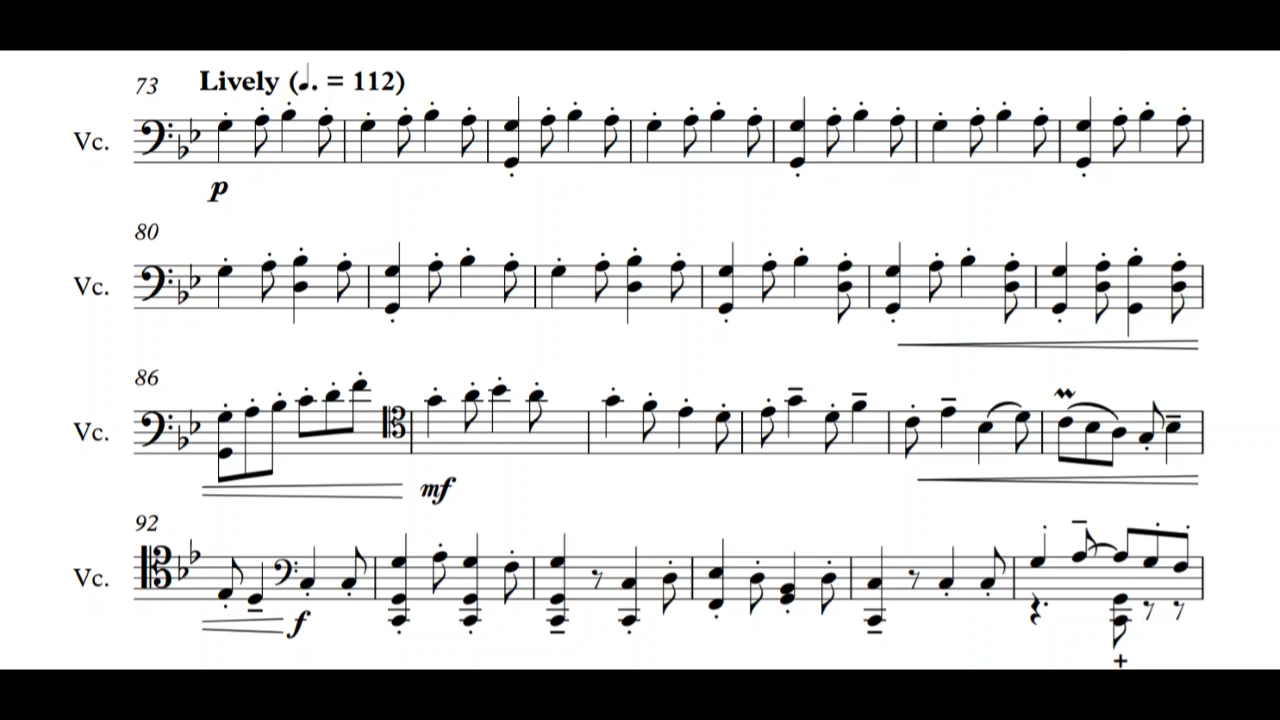 73 Lively (♩. = 112)
Vc.
p
80
Vc.
86
Vc.
mf
92
Vc.
f
+